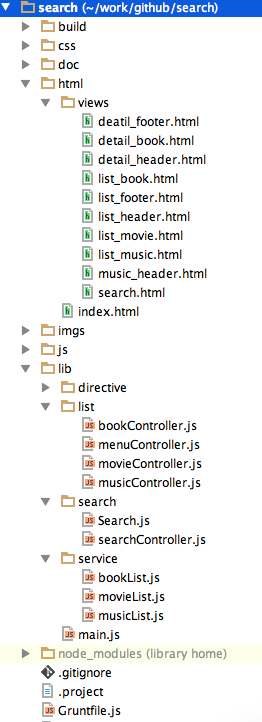 search (~/work/github/search)
build
css
doc
html
views
deatil_footer.html
detail_book.html
detail_header.html
list_book.html
list_footer.html
list_header.html
list_movie.html
list_music.html
music_header.html
search.html
index.html
imgs
js
lib
directive
list
bookController.js
menuController.js
movieController.js
musicController.js
search
Search.js
searchController.js
service
bookList.js
movieList.js
musicList.js
main.js
node_modules (library home)
.gitignore
.project
Gruntfile.js